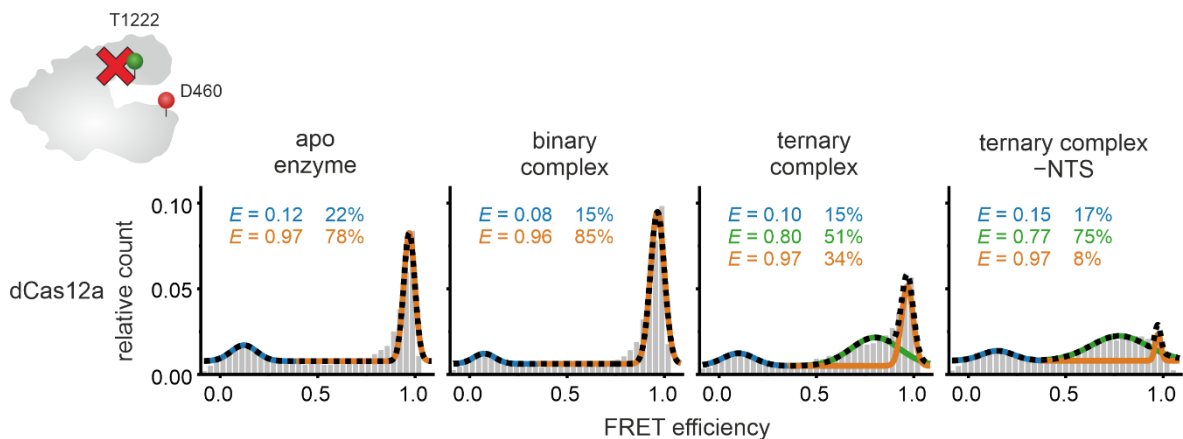 T1222
D460
apo
enzyme
binary
complex
ternary
complex
ternary complex
−NTS
dCas12a
relative count
0.10
0.05
0.00
E = 0.12 22%
E = 0.97 78%
E = 0.08 15%
E = 0.96 85%
E = 0.10 15%
E = 0.80 51%
E = 0.97 34%
E = 0.15 17%
E = 0.77 75%
E = 0.97 8%
0.0 0.5 1.0
0.0 0.5 1.0
0.0 0.5 1.0
0.0 0.5 1.0
FRET efficiency